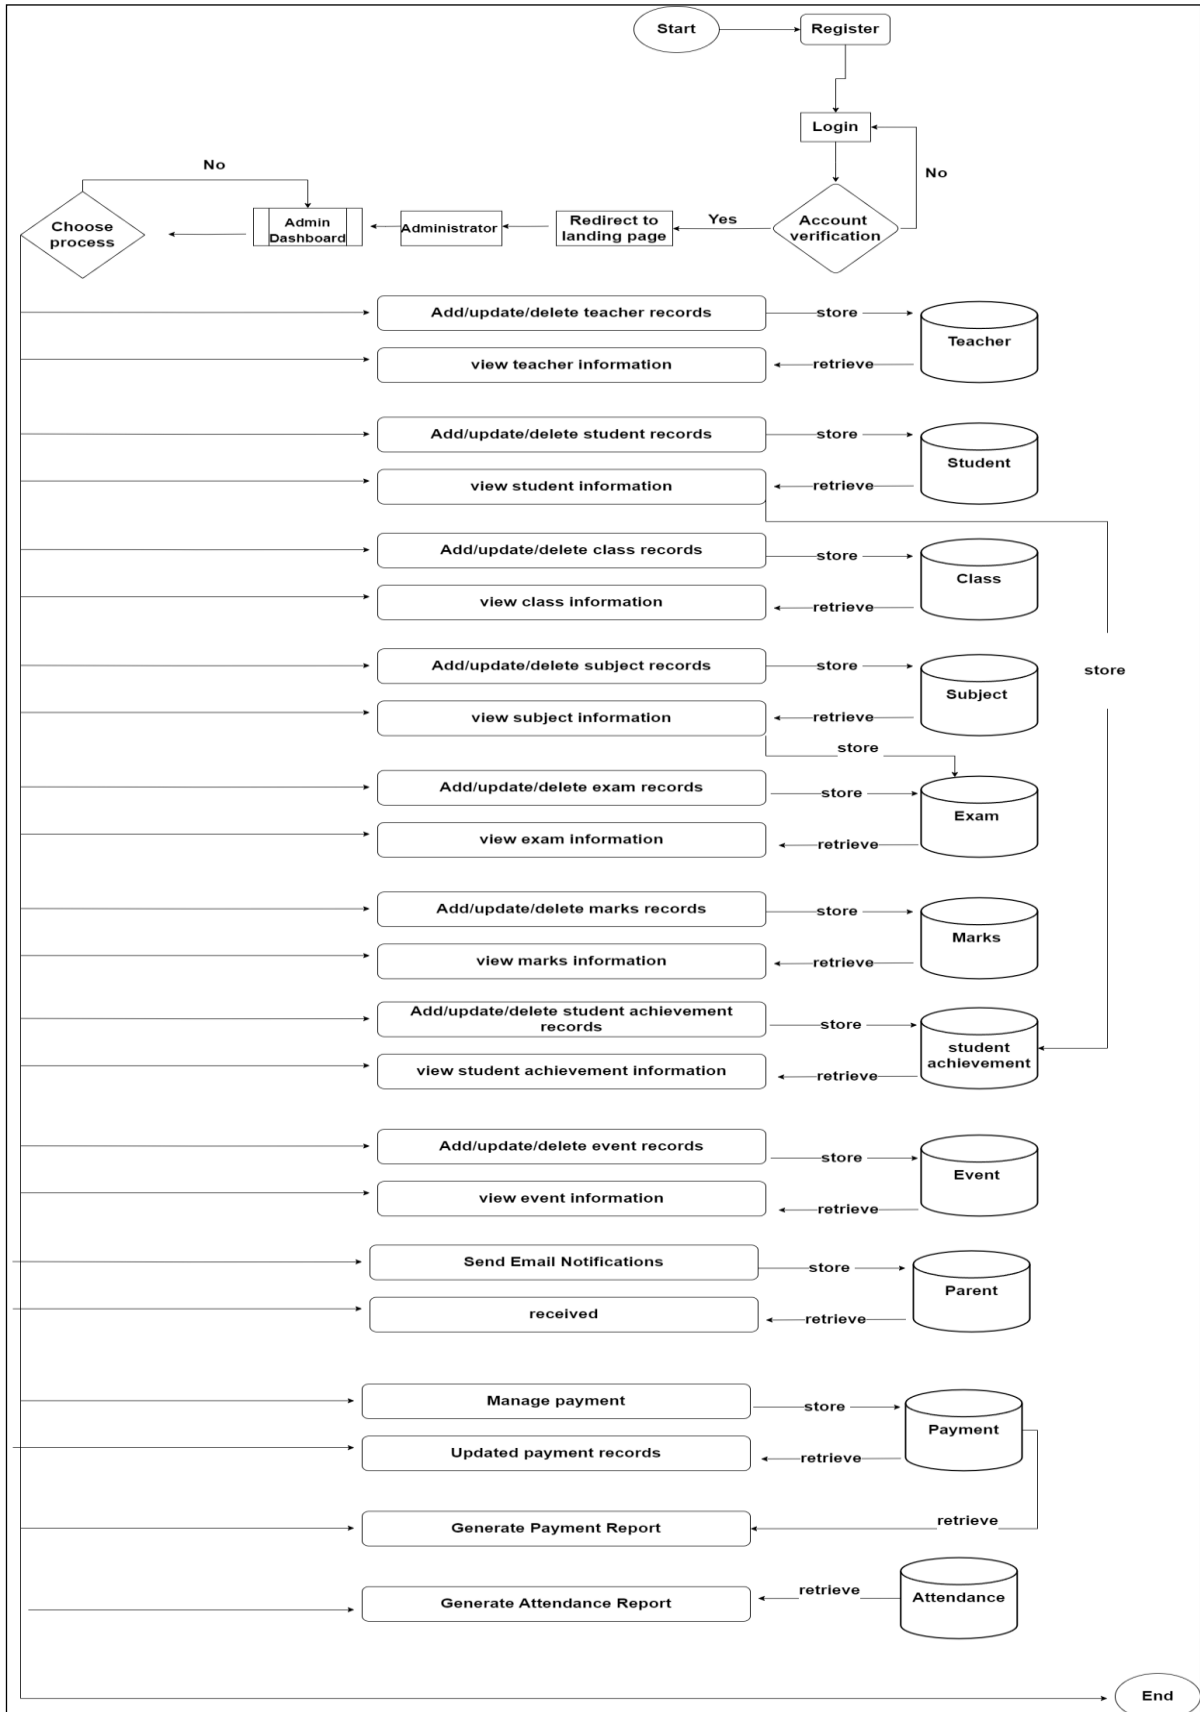 Start
Register
Login
No
No
Choose
process
Admin
Dashboard
Administrator
Redirect to
landing page
Yes
Account
verification
Add/update/delete teacher records
store
Teacher
view teacher information
retrieve
Add/update/delete student records
store
Student
view student information
retrieve
Add/update/delete class records
store
Class
view class information
retrieve
Add/update/delete subject records
store
store
Subject
view subject information
retrieve
store
Add/update/delete exam records
store
Exam
view exam information
retrieve
Add/update/delete marks records
store
Marks
view marks information
retrieve
Add/update/delete student achievement
records
store
student
achievement
view student achievement information
retrieve
Add/update/delete event records
store
Event
view event information
retrieve
Send Email Notifications
store
Parent
received
retrieve
Manage payment
store
Payment
Updated payment records
retrieve
Generate Payment Report
retrieve
Generate Attendance Report
retrieve
Attendance
End